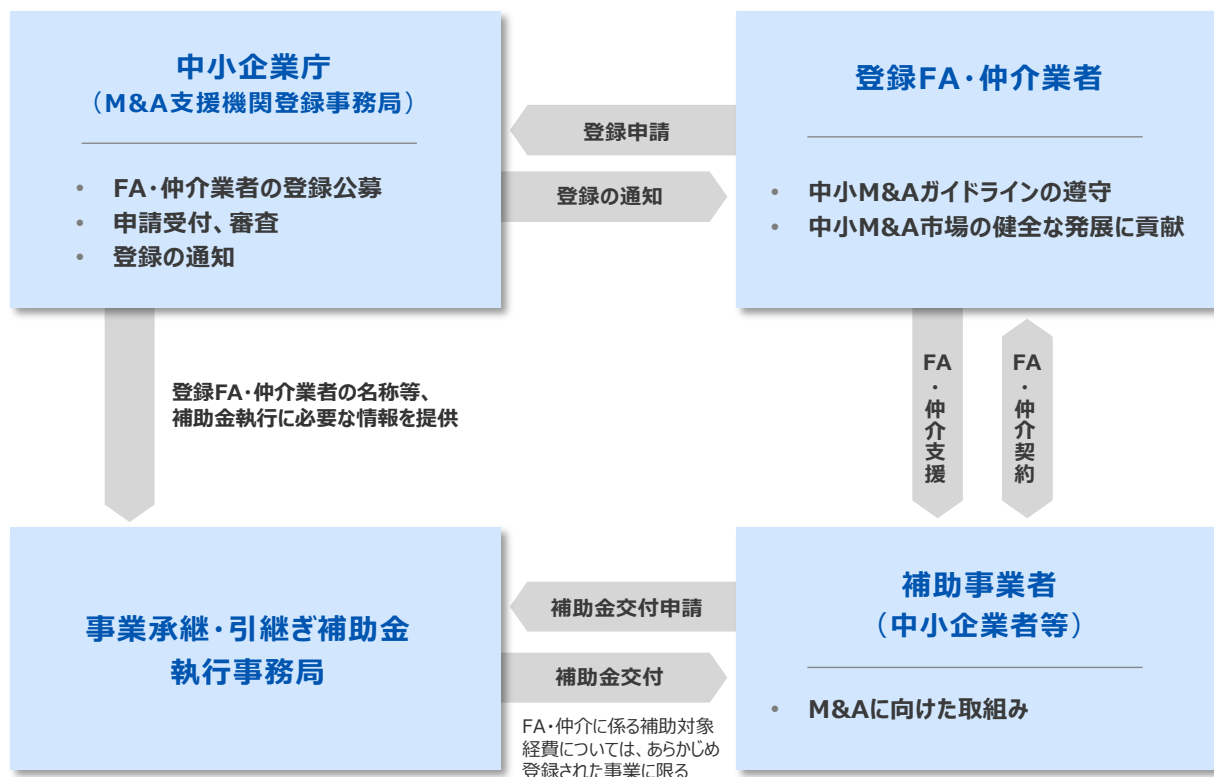 中小企業庁
（M&A支援機関登録事務局）
• FA・仲介業者の登録公募
• 申請受付、審査
• 登録の通知
登録申請
登録の通知
登録FA・仲介業者
• 中小M&Aガイドラインの遵守
• 中小M&A市場の健全な発展に貢献
登録FA・仲介業者の名称等、
補助金執行に必要な情報を提供
FA・仲介支援
FA・仲介契約
事業承継・引継ぎ補助金
執行事務局
補助金交付申請
補助金交付
FA・仲介に係る補助対象
経費については、あらかじめ
登録された事業に限る
補助事業者
（中小企業者等）
• M&Aに向けた取組み